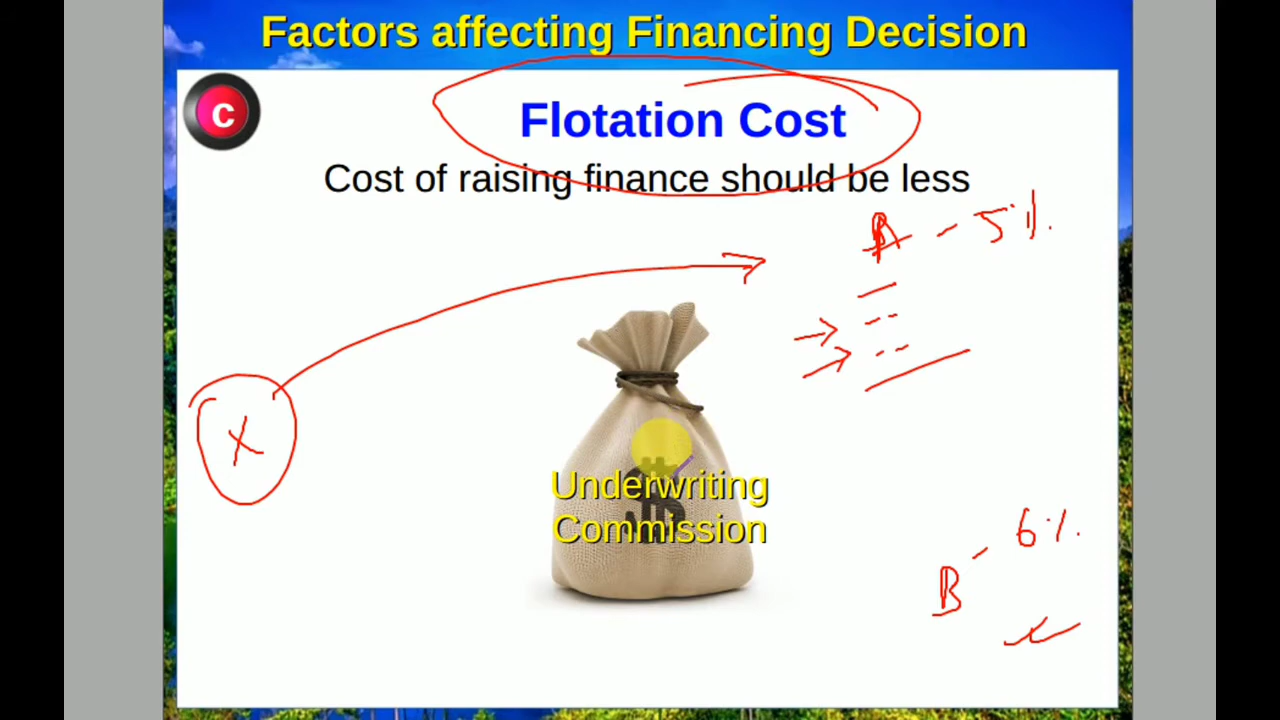 Factors affecting Financing Decision
C
Flotation Cost
Cost of raising finance should be less
A - 5%.
X
Underwriting
Commission
B - 6%.